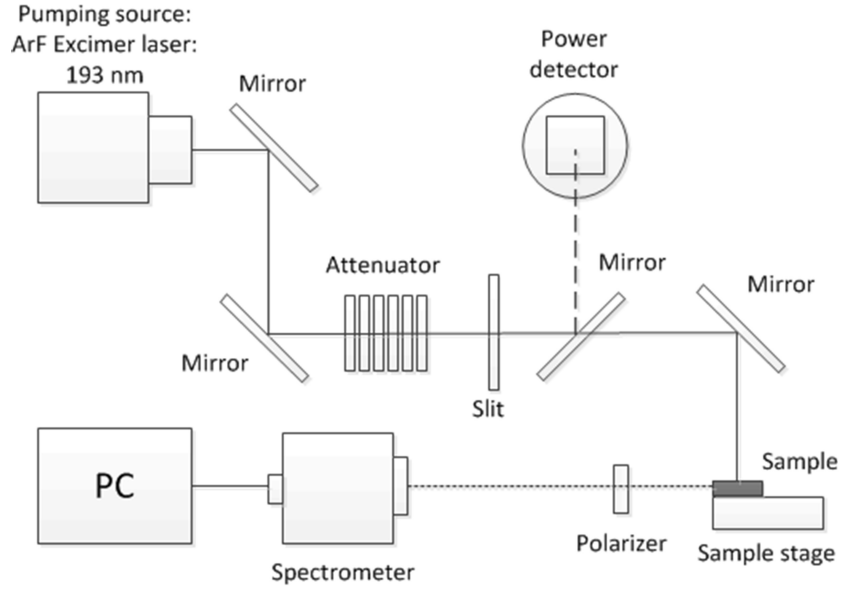 Pumping source:
ArF Excimer laser:
193 nm
Mirror
Power
detector
Attenuator
Mirror
Mirror
Mirror
Slit
PC
Sample
Polarizer
Sample stage
Spectrometer